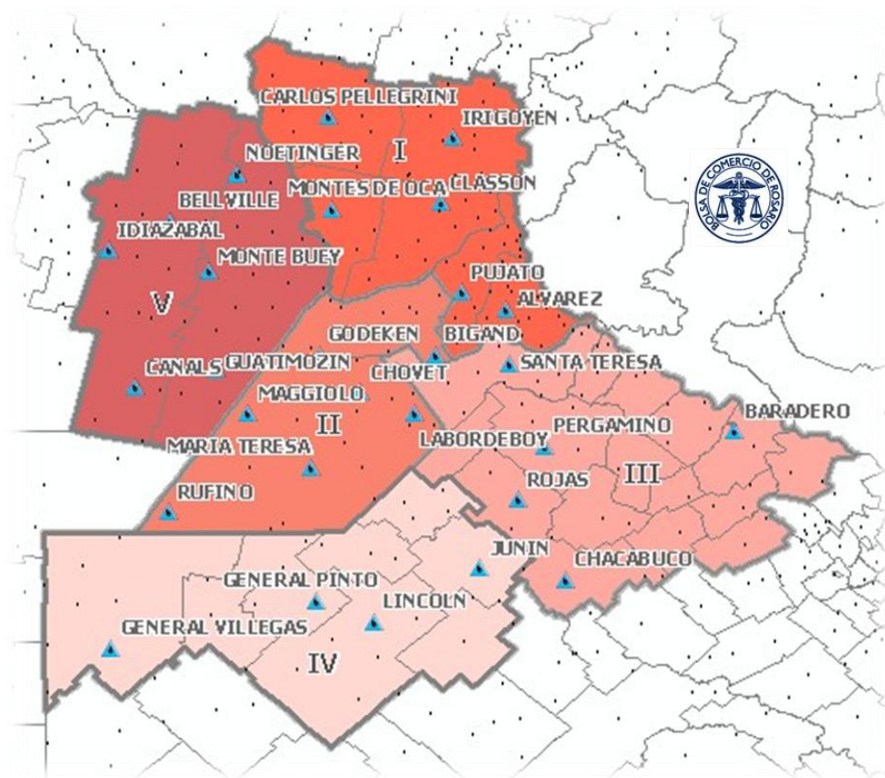 CARLOS PELLEGRINI
IRIGOYEN
I
NOETINGER
MONTES DE OCA
CLASSON
BELLVILLE
IDIAZABAL
MONTE BUEY
PUJATO
ALVAREZ
V
GODEKEN
BIGAND
CANALS
GUATIMOZIN
CHOVET
SANTA TERESA
MAGGIOLO
II
BARADERO
MARIA TERESA
LABORDEBOY
PERGAMINO
III
RUFINO
ROJAS
JUNIN
CHACABUCO
GENERAL PINTO
LINCOLN
GENERAL VILLEGAS
IV
BOLSA DE COMERCIO DE ROSARIO